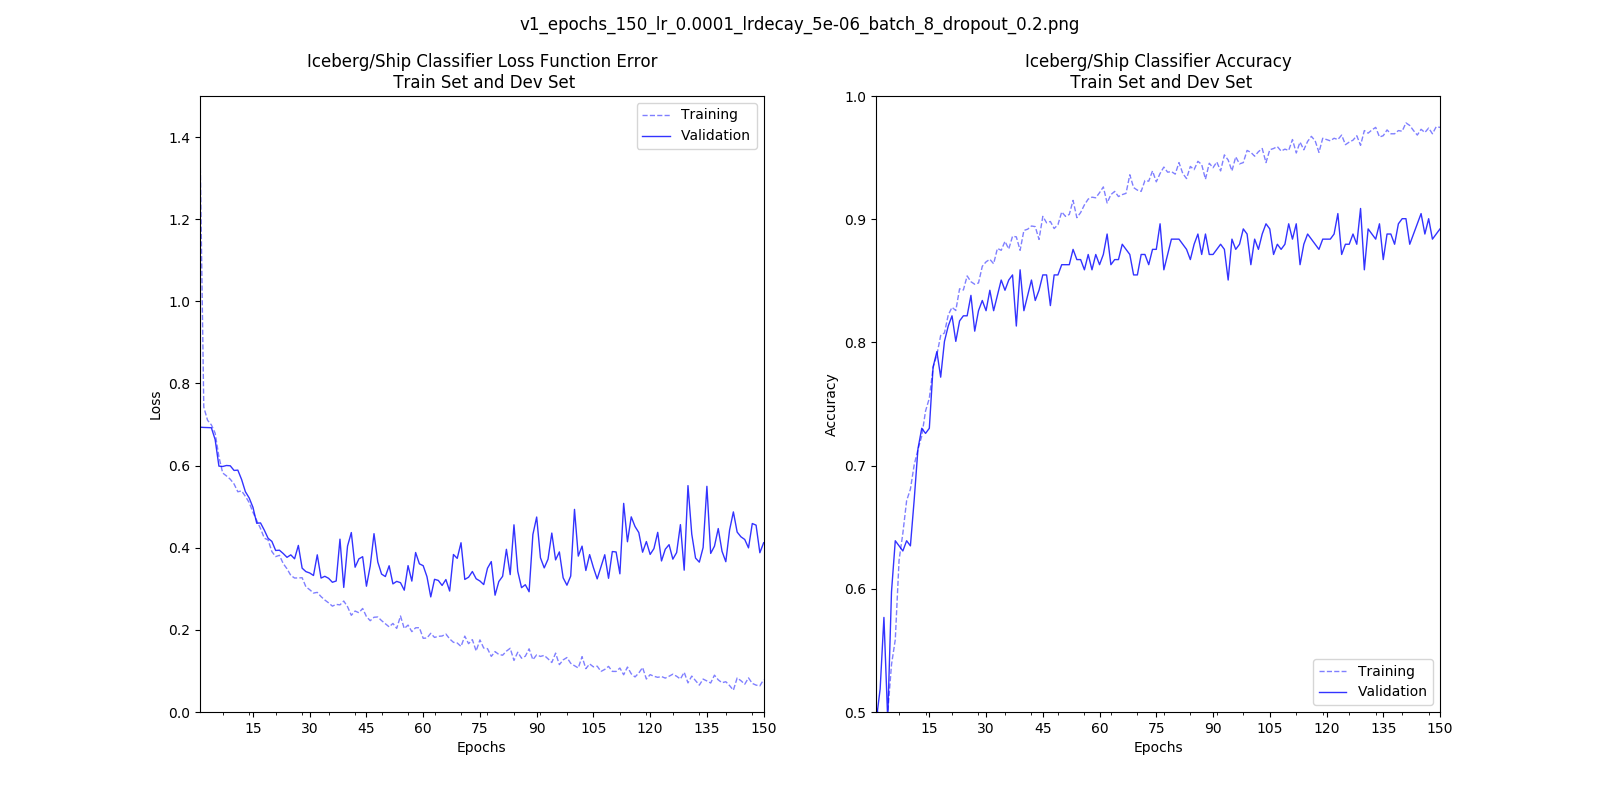 v1_epochs_150_lr_0.0001_lrdecay_5e-06_batch_8_dropout_0.2.png
Iceberg/Ship Classifier Loss Function Error
Train Set and Dev Set
Training
Validation
1.4
1.2
1.0
0.8
0.6
0.4
0.2
0.0
Loss
15 30 45 60 75 90 105 120 135 150
Epochs
Iceberg/Ship Classifier Accuracy
Train Set and Dev Set
1.0
0.9
0.8
0.7
0.6
0.5
Accuracy
Training
Validation
15 30 45 60 75 90 105 120 135 150
Epochs